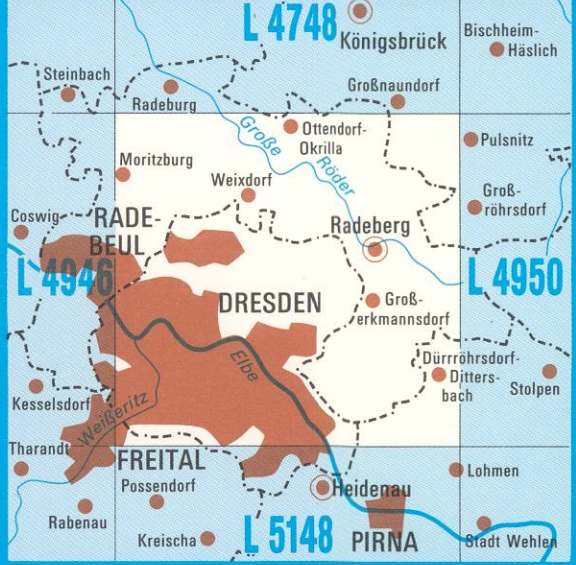 L 4748
Königsbrück
Bischheim-
Häslich
Steinbach
Radeburg
Großnaundorf
Große
Röder
Ottendorf-
Okrilla
Pulsnitz
Moritzburg
Weixdorf
Groß-
röhrsdorf
Coswig
RADE-
BEUL
Radeberg
L 4946
L 4950
DRESDEN
Groß-
erkmannsdorf
Elbe
Dürrröhrsdorf-
Ditters-
bach
Stolpen
Kesselsdorf
Weißeritz
Tharandt
FREITAL
Lohmen
Possendorf
Heidenau
Rabenau
Kreischa
L 5148
PIRNA
Stadt Wehlen